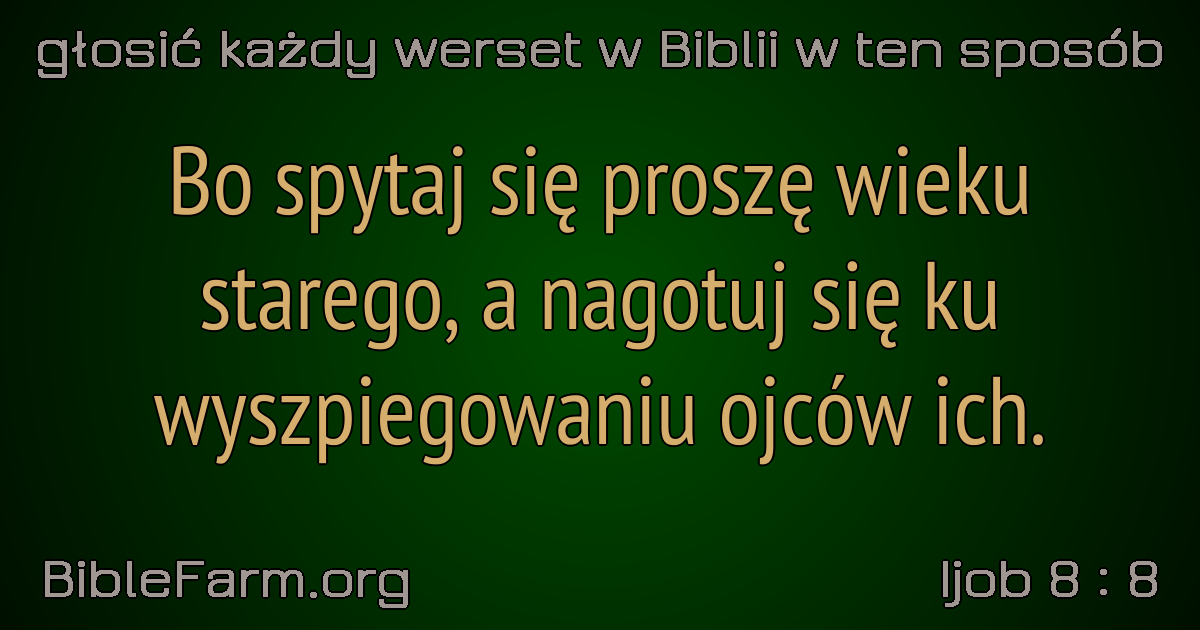 głosić każdy werset w Biblii w ten sposób
Bo spytaj się proszę wieku
starego, a nagotuj się ku
wyszpiegowaniu ojców ich.
BibleFarm.org
Ijob 8 : 8